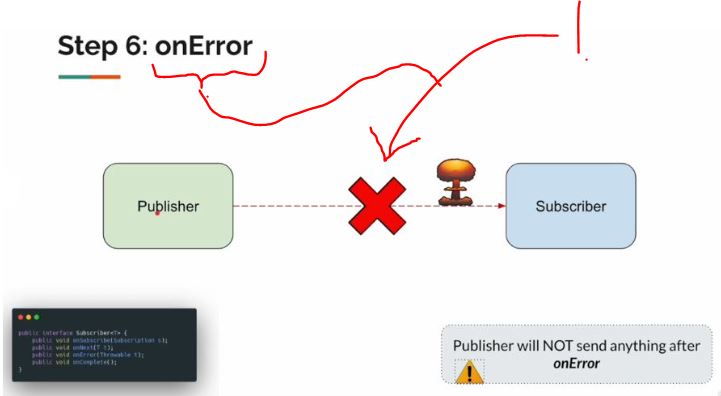 Step 6: onError
!
Publisher
Subscriber
public interface Subscriber<T> {
public void onSubscribe(Subscription s);
public void onNext(T t);
public void onError(Throwable t);
public void onComplete();
}
Publisher will NOT send anything after
onError